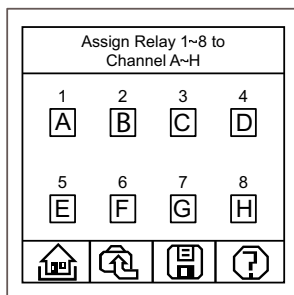 Assign Relay 1~8 to
Channel A~H
1 2 3 4
A B C D
5 6 7 8
E F G H
?